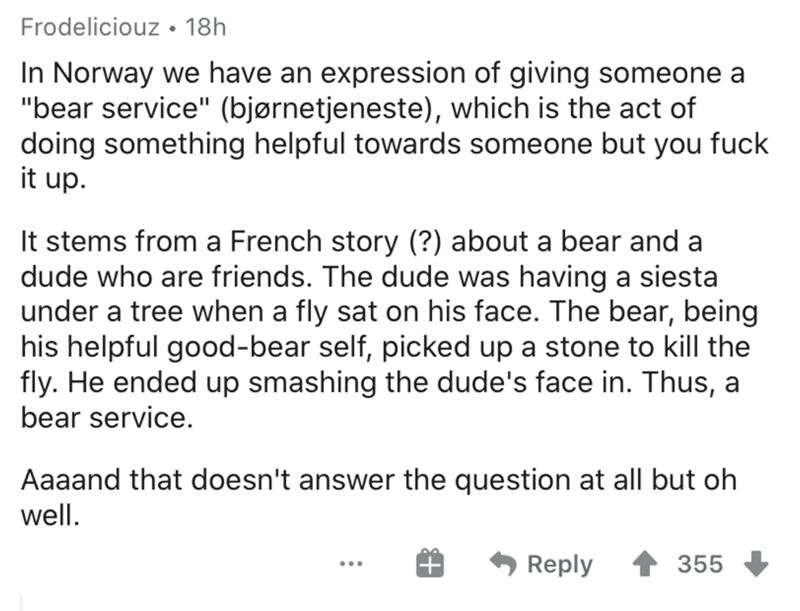 Frodeliciouz • 18h
In Norway we have an expression of giving someone a
"bear service" (bjørnetjeneste), which is the act of
doing something helpful towards someone but you fuck
it up.
It stems from a French story (?) about a bear and a
dude who are friends. The dude was having a siesta
under a tree when a fly sat on his face. The bear, being
his helpful good-bear self, picked up a stone to kill the
fly. He ended up smashing the dude's face in. Thus, a
bear service.
Aaaand that doesn't answer the question at all but oh
well.
... Reply 355